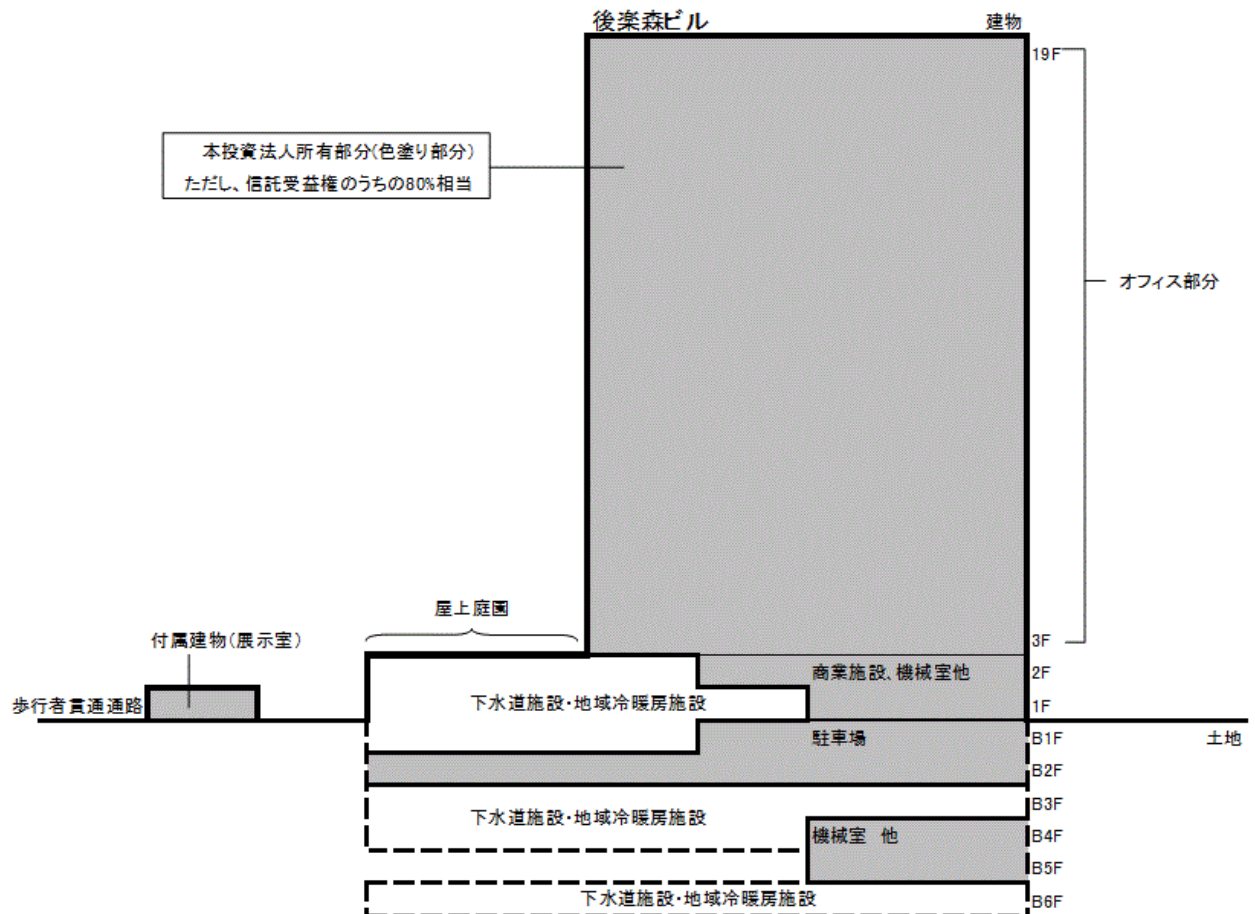 後楽森ビル
建物
19F
本投資法人所有部分(色塗り部分)
ただし、信託受益権のうちの80%相当
オフィス部分
屋上庭園
3F
付属建物(展示室)
商業施設、機械室他
2F
歩行者貫通通路
下水道施設・地域冷暖房施設
1F
駐車場
B1F
土地
B2F
B3F
下水道施設・地域冷暖房施設
機械室 他
B4F
B5F
下水道施設・地域冷暖房施設
B6F